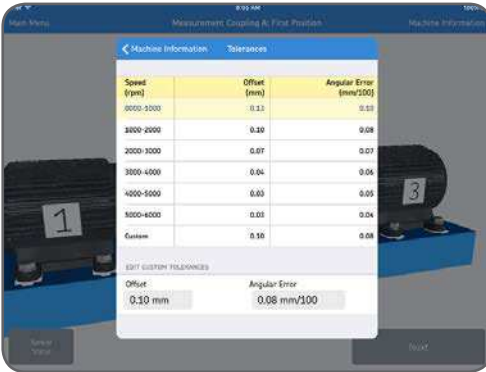 8:55 AM
100%
Main Menu
Measurement Coupling A: First Position
Machine Information
Machine Information
Tolerances
Speed (rpm) Offset (mm) Angular Error (mm/100)
0000-1000 0.13 0.10
1000-2000 0.10 0.08
2000-3000 0.07 0.07
3000-4000 0.04 0.06
4000-5000 0.03 0.05
5000-6000 0.03 0.04
Custom 0.10 0.08
EDIT CUSTOM TOLERANCES
Offset Angular Error
0.10 mm 0.08 mm/100
1
3
Next